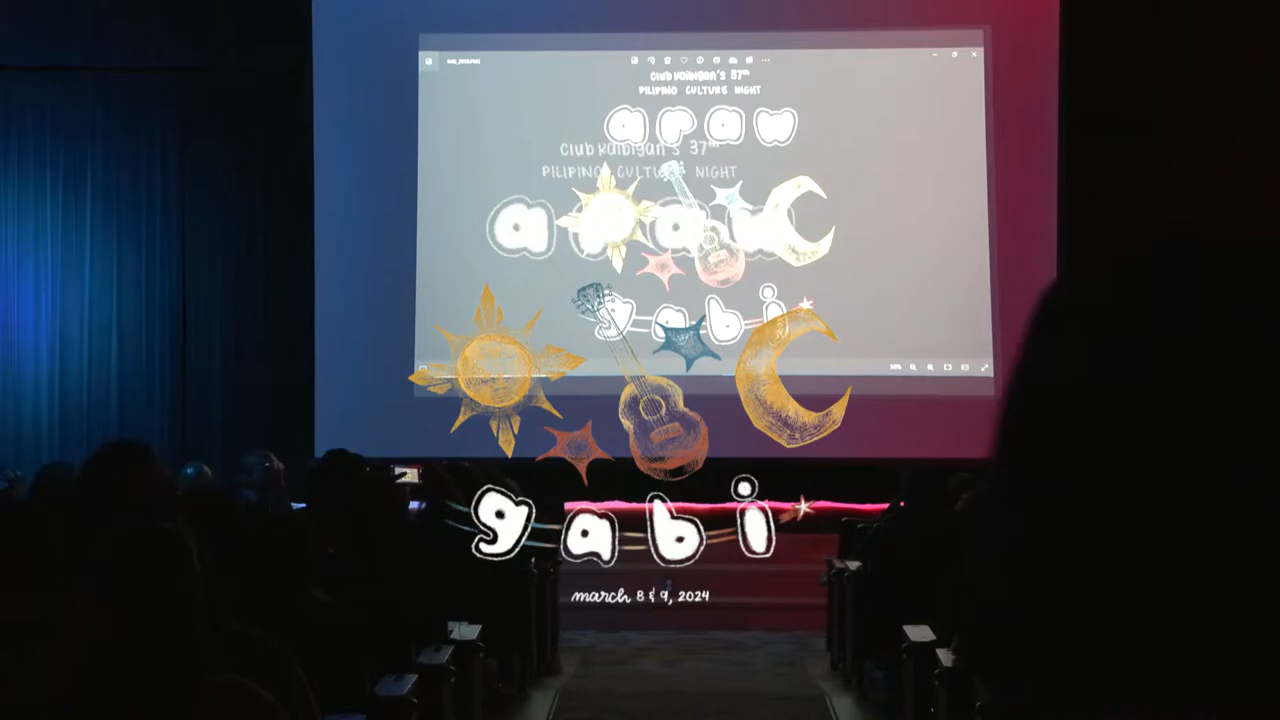 Club Kaibigan's 37th
PILIPINO CULTURE NIGHT
araw
Club Kaibigan's 37th
PILIPINO CULTURE NIGHT
araw
gabi
50%
gabi
march 8 & 9, 2024